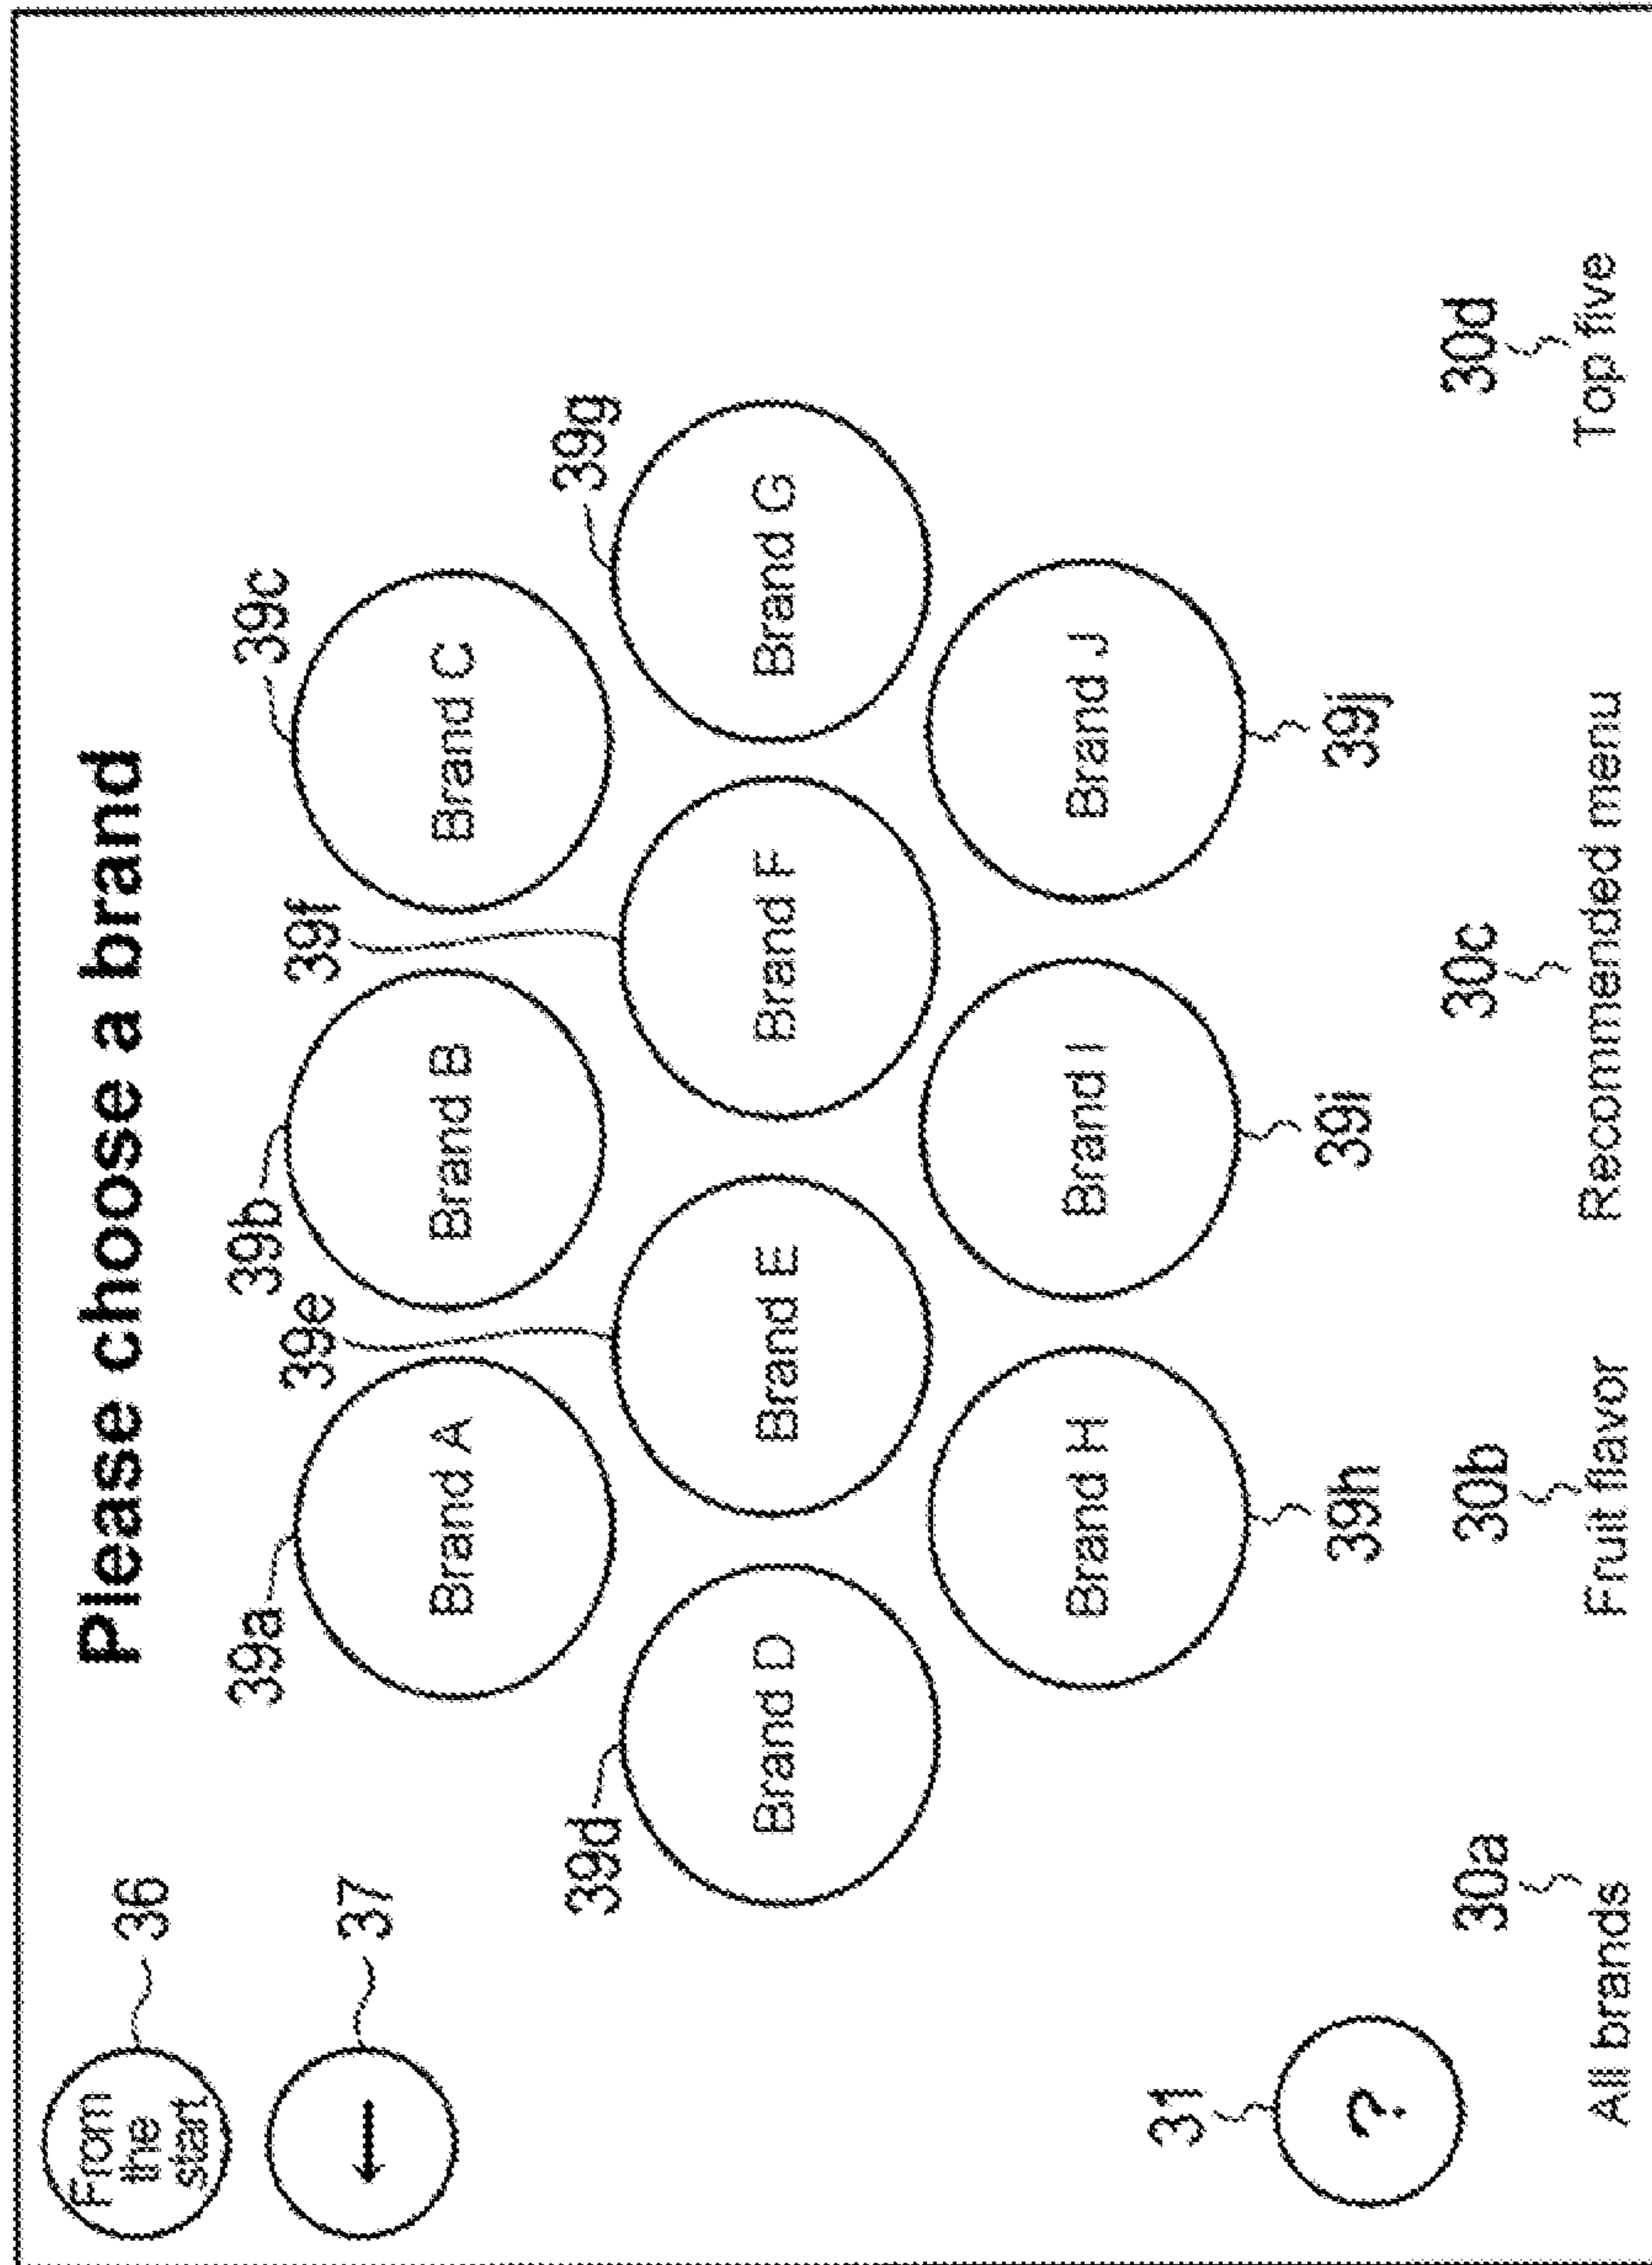 Please choose a brand
From
the
start
36
37
39a
39b
39c
Brand A
Brand B
Brand C
39e
39f
39d
39g
Brand D
Brand E
Brand F
Brand G
Brand H
Brand I
Brand J
39h
39i
39j
31
?
30a
30b
30c
30d
All brands
Fruit flavor
Recommended menu
Top five